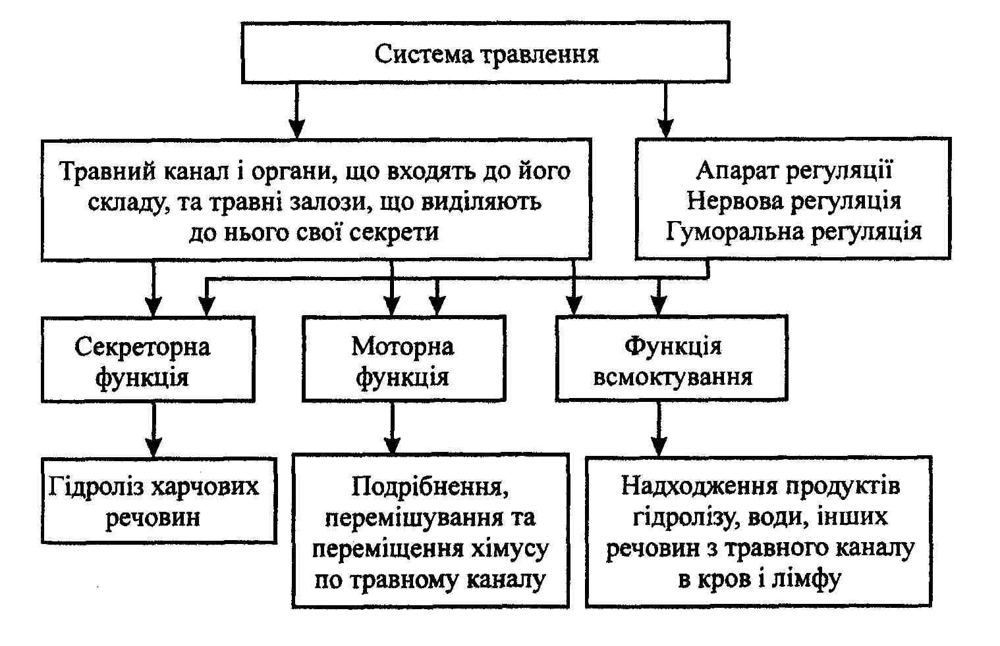 Система травлення
Травний канал і органи, що входять до його
складу, та травні залози, що виділяють
до нього свої секрети
Апарат регуляції
Нервова регуляція
Гуморальна регуляція
Секреторна
функція
Моторна
функція
Функція
всмоктування
Гідроліз харчових
речовин
Подрібнення,
перемішування та
переміщення хімусу
по травному каналу
Надходження продуктів
гідролізу, води, інших
речовин з травного каналу
в кров і лімфу